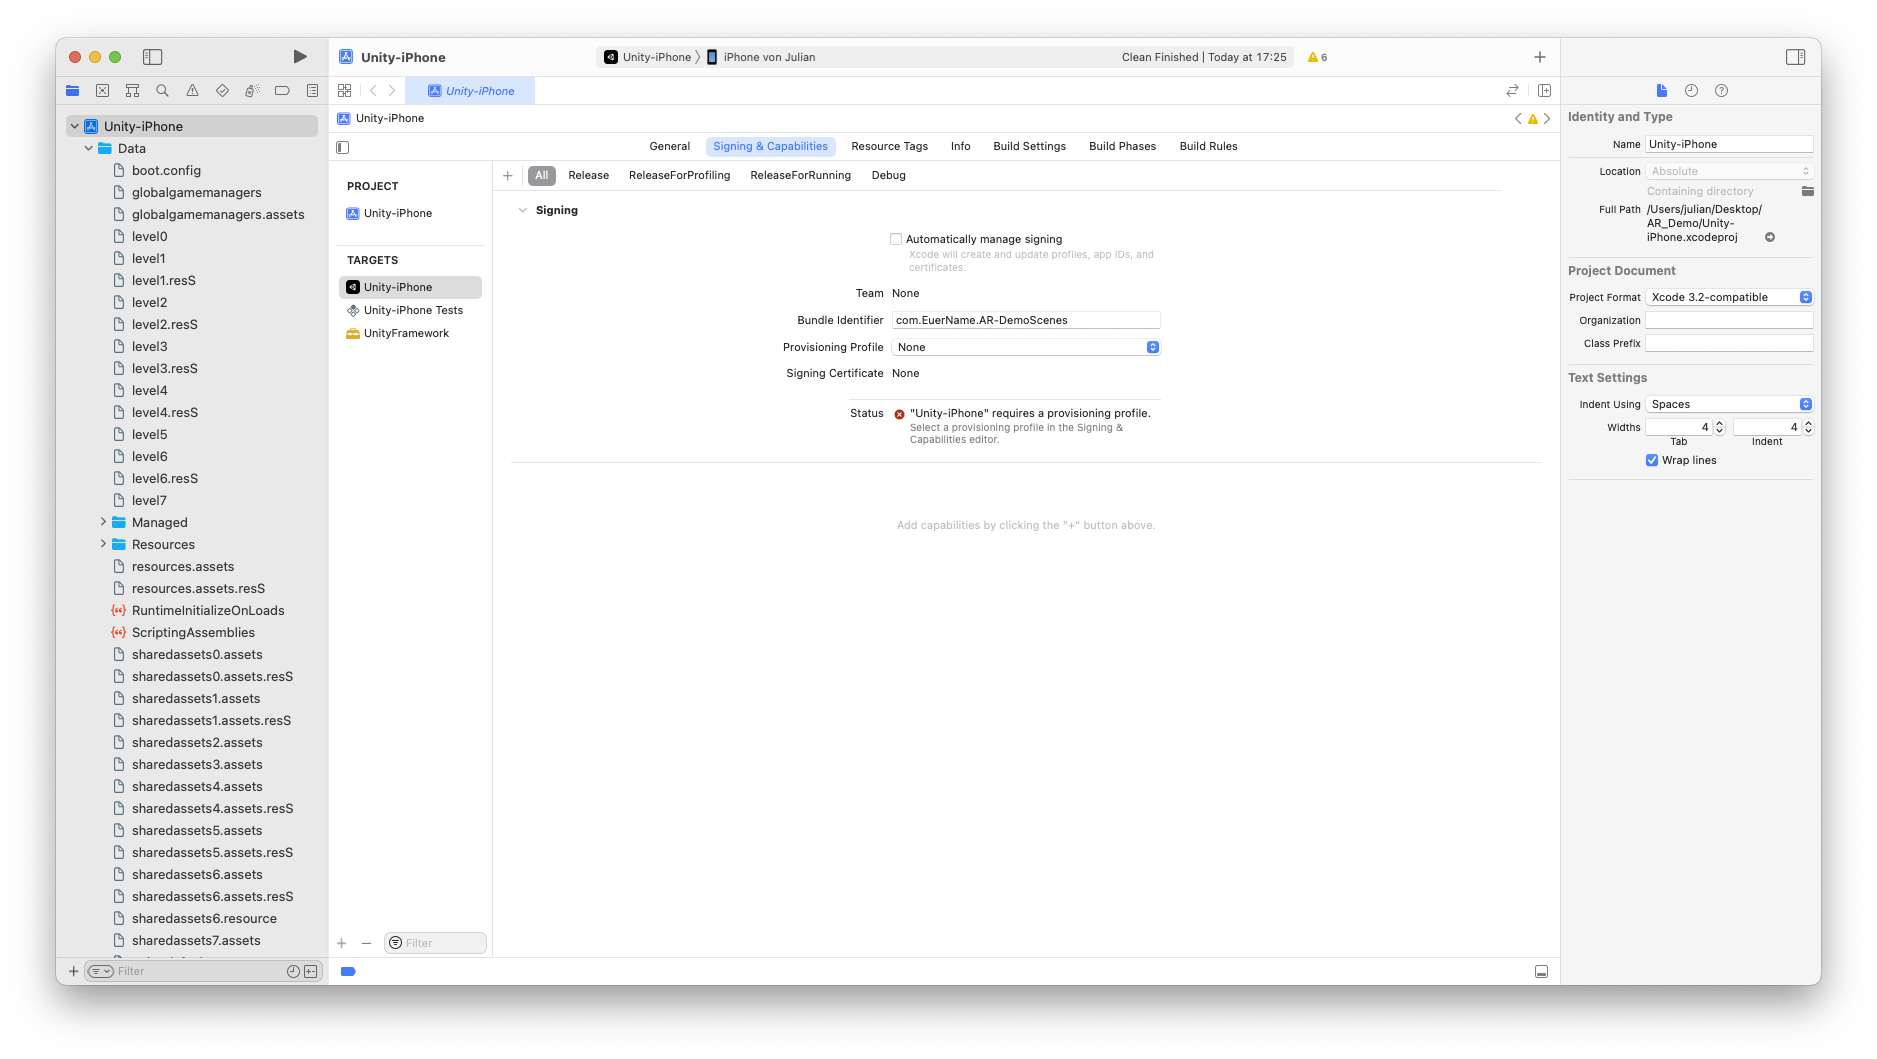 Unity-iPhone
Unity-iPhone
iPhone von Julian
Clean Finished | Today at 17:25
6
Unity-iPhone
Unity-iPhone
General
Signing & Capabilities
Resource Tags
Info
Build Settings
Build Phases
Build Rules
Unity-iPhone
Data
boot.config
globalgamemanagers
globalgamemanagers.assets
level0
level1
level1.resS
level2
level2.resS
level3
level3.resS
level4
level4.resS
level5
level6
level6.resS
level7
Managed
Resources
resources.assets
resources.assets.resS
RuntimeInitializeOnLoads
ScriptingAssemblies
sharedassets0.assets
sharedassets0.assets.resS
sharedassets1.assets
sharedassets1.assets.resS
sharedassets2.assets
sharedassets3.assets
sharedassets4.assets
sharedassets4.assets.resS
sharedassets5.assets
sharedassets5.assets.resS
sharedassets6.assets
sharedassets6.assets.resS
sharedassets6.resource
sharedassets7.assets
Filter
PROJECT
Unity-iPhone
TARGETS
Unity-iPhone
Unity-iPhone Tests
UnityFramework
Filter
All
Release
ReleaseForProfiling
ReleaseForRunning
Debug
Signing
Automatically manage signing
Xcode will create and update profiles, app IDs, and
certificates.
Team None
Bundle Identifier com.EuerName.AR-DemoScenes
Provisioning Profile None
Signing Certificate None
Status "Unity-iPhone" requires a provisioning profile.
Select a provisioning profile in the Signing &
Capabilities editor.
Add capabilities by clicking the "+" button above.
Identity and Type
Name Unity-iPhone
Location Absolute
Containing directory
Full Path /Users/julian/Desktop/
AR_Demo/Unity-
iPhone.xcodeproj
Project Document
Project Format Xcode 3.2-compatible
Organization
Class Prefix
Text Settings
Indent Using Spaces
Widths 4 4
Tab Indent
Wrap lines